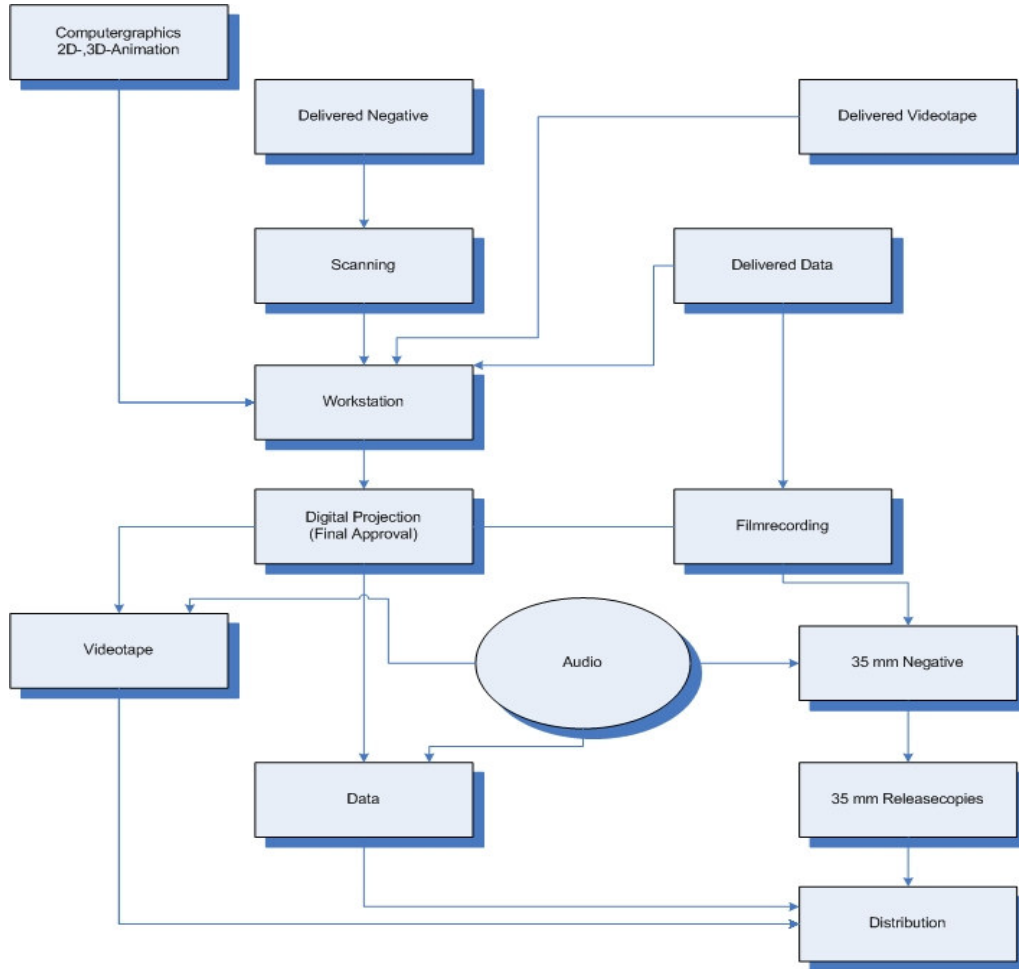 Computergraphics
2D-,3D-Animation
Delivered Negative
Delivered Videotape
Scanning
Delivered Data
Workstation
Digital Projection
(Final Approval)
Filmrecording
Videotape
Audio
35 mm Negative
Data
35 mm Releasecopies
Distribution